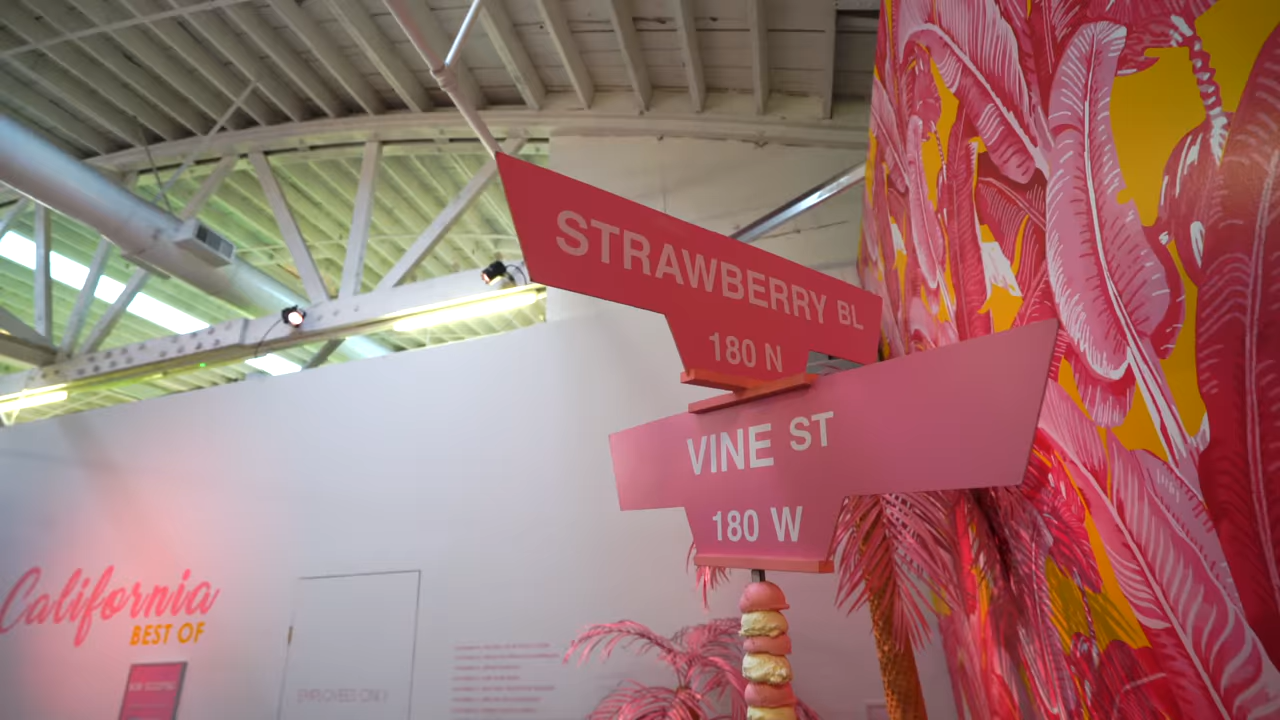 STRAWBERRY BL
180 N
VINE ST
180 W
California
BEST OF
EMPLOYEES ONLY